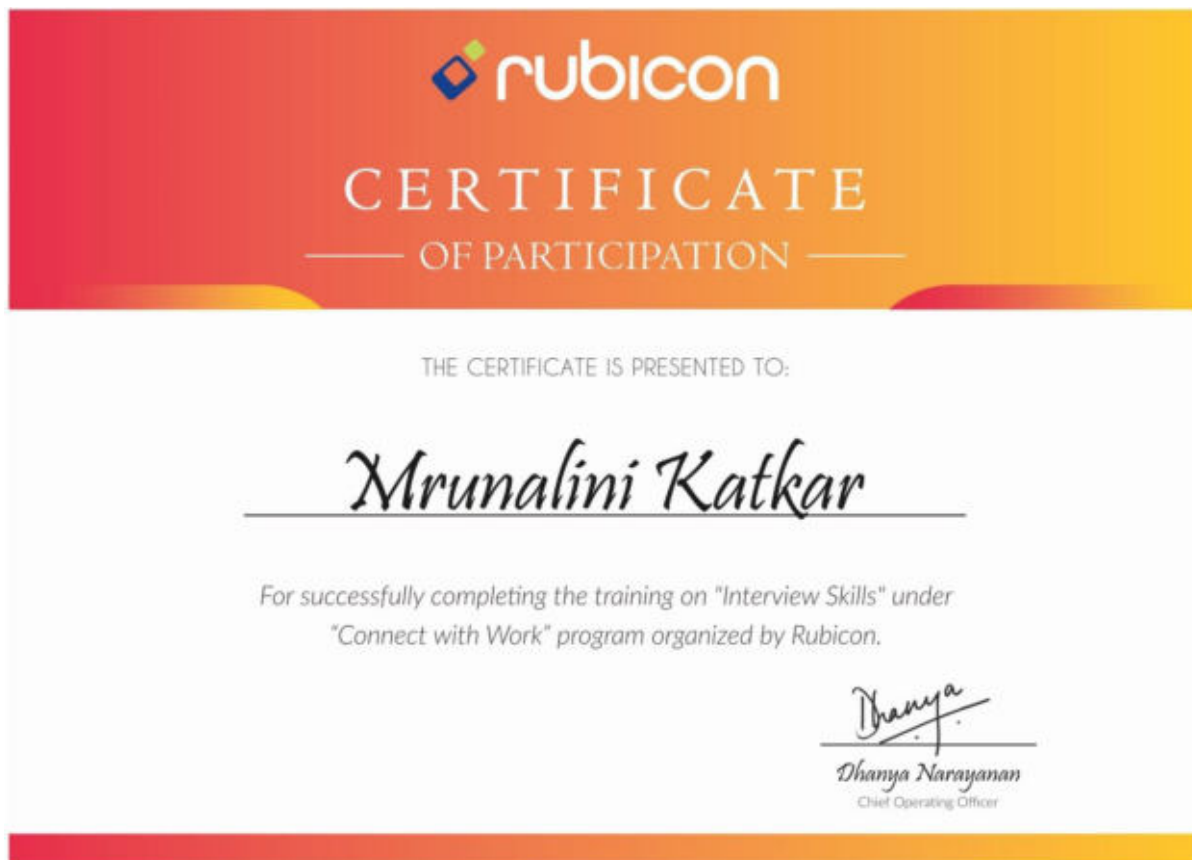 rubicon
CERTIFICATE
OF PARTICIPATION
THE CERTIFICATE IS PRESENTED TO:
Mrunalini Katkar
For successfully completing the training on "Interview Skills" under
"Connect with Work" program organized by Rubicon.
Dhanya
Dhanya Narayanan
Chief Operating Officer